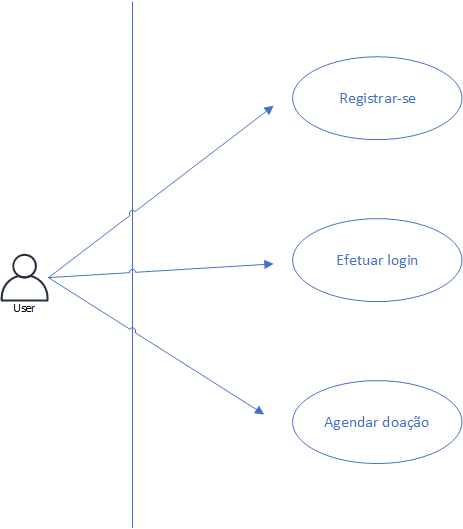 Registrar-se
Efetuar login
User
Agendar doação